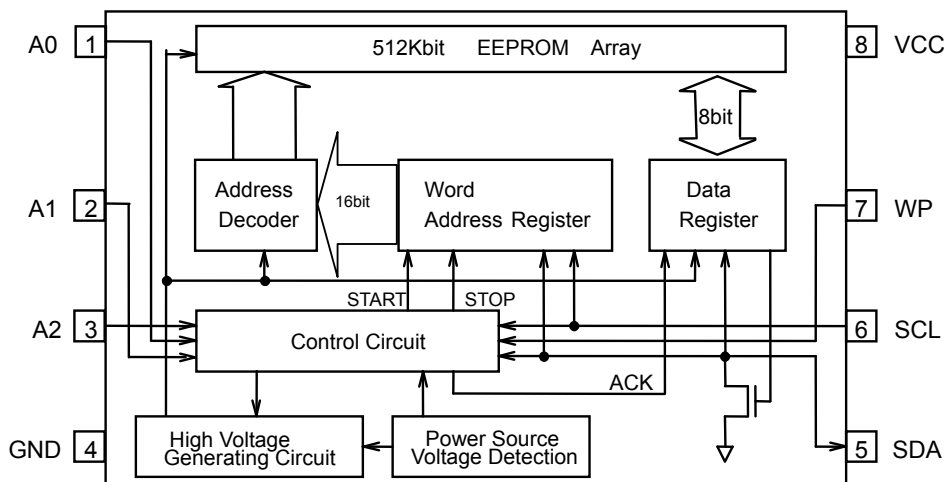 A0 1
512Kbit EEPROM Array
8 VCC
8bit
A1 2
Address
Decoder
16bit
Word
Address Register
Data
Register
7 WP
START
STOP
A2 3
Control Circuit
6 SCL
ACK
GND 4
High Voltage
Generating Circuit
Power Source
Voltage Detection
5 SDA